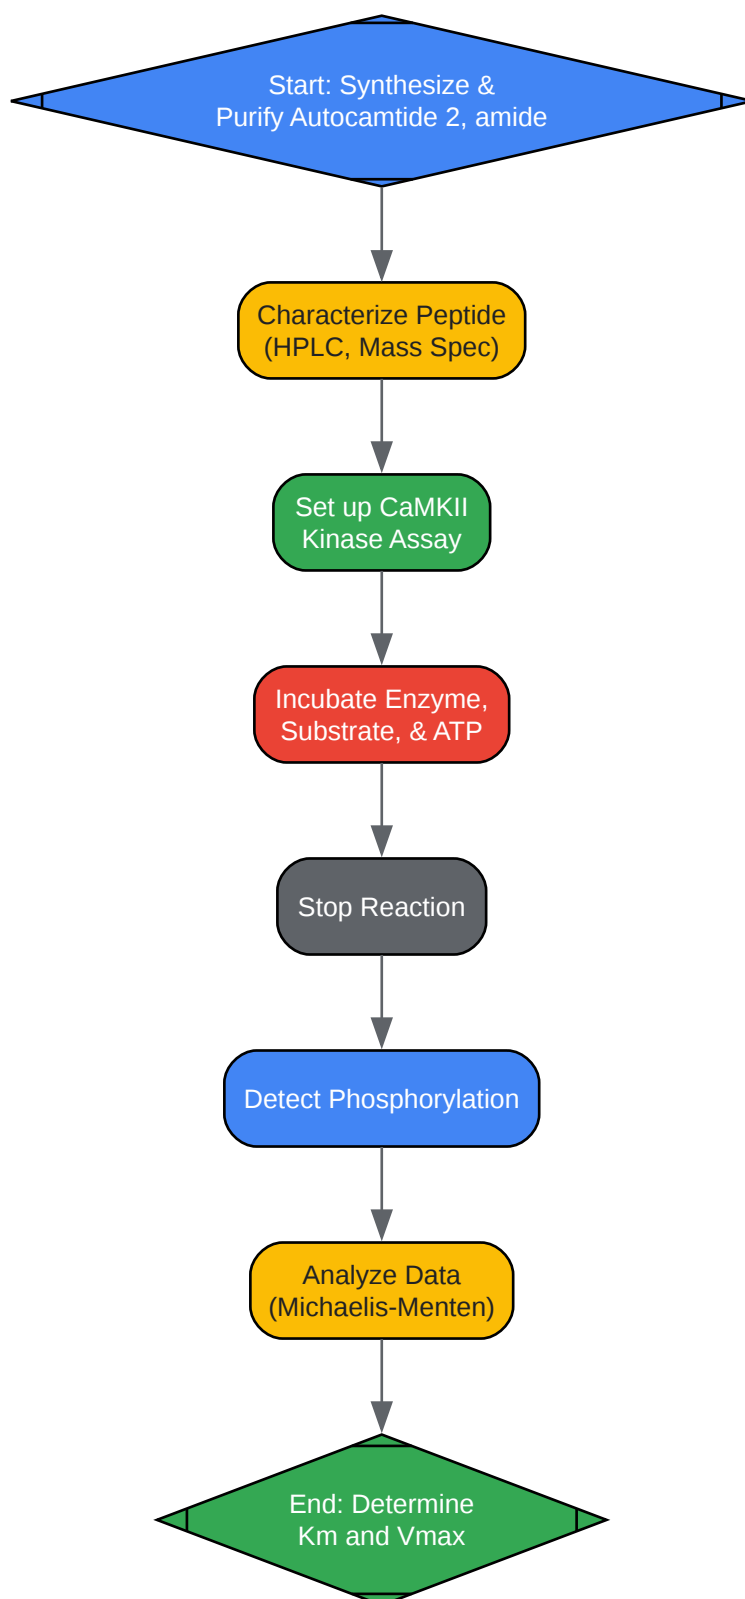 Start: Synthesize &
Purify Autocamtide 2, amide
Characterize Peptide
(HPLC, Mass Spec)
Set up CaMKII
Kinase Assay
Incubate Enzyme,
Substrate, & ATP
Stop Reaction
Detect Phosphorylation
Analyze Data
(Michaelis-Menten)
End: Determine
Km and Vmax